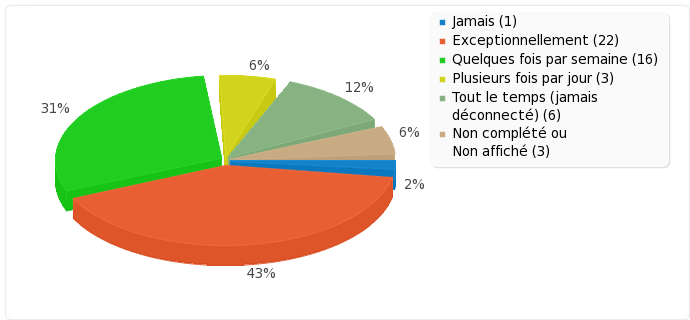 Jamais (1)
Exceptionnellement (22)
Quelques fois par semaine (16)
Plusieurs fois par jour (3)
Tout le temps (jamais
déconnecté) (6)
Non complété ou
Non affiché (3)
6%
12%
31%
6%
2%
43%